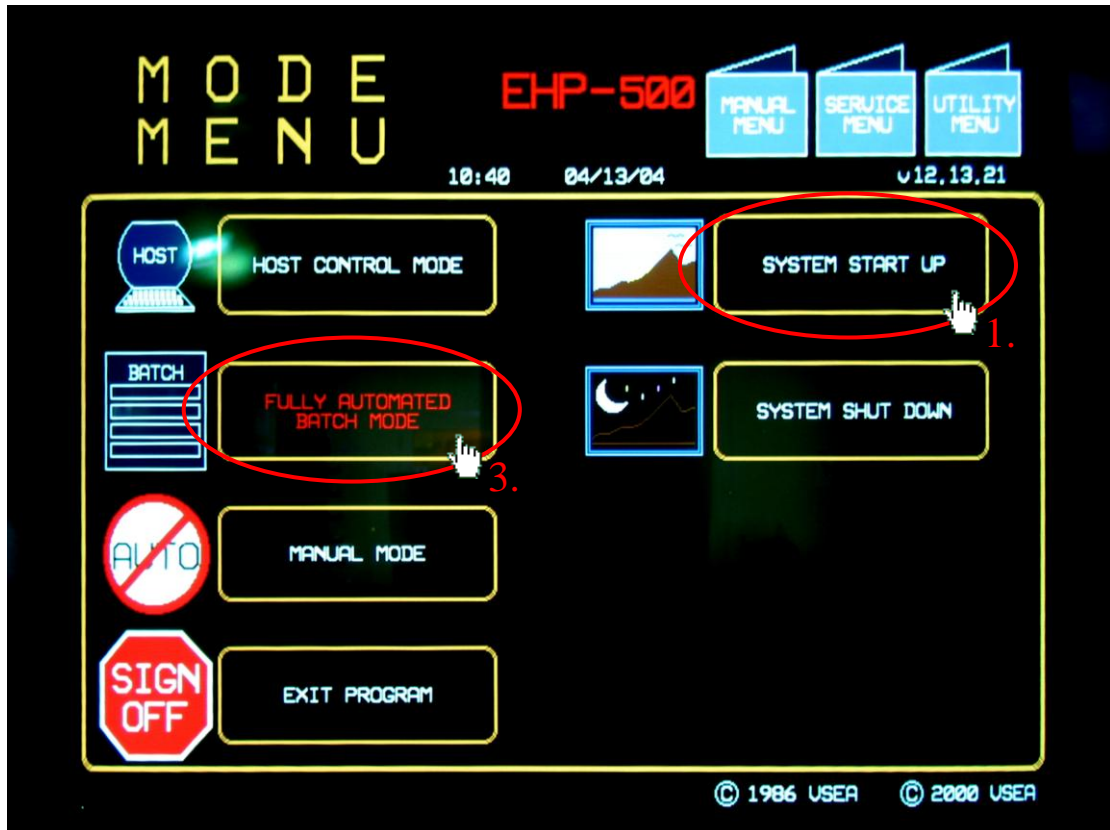 MODE
MENU
EHP-500
MANUAL
MENU
SERVICE
MENU
UTILITY
MENU
10:40 04/13/04 v12,13,21
HOST
HOST CONTROL MODE
SYSTEM START UP
1.
BATCH
FULLY AUTOMATED
BATCH MODE
3.
SYSTEM SHUT DOWN
AUTO
MANUAL MODE
SIGN
OFF
EXIT PROGRAM
© 1986 VSEA © 2000 VSEA